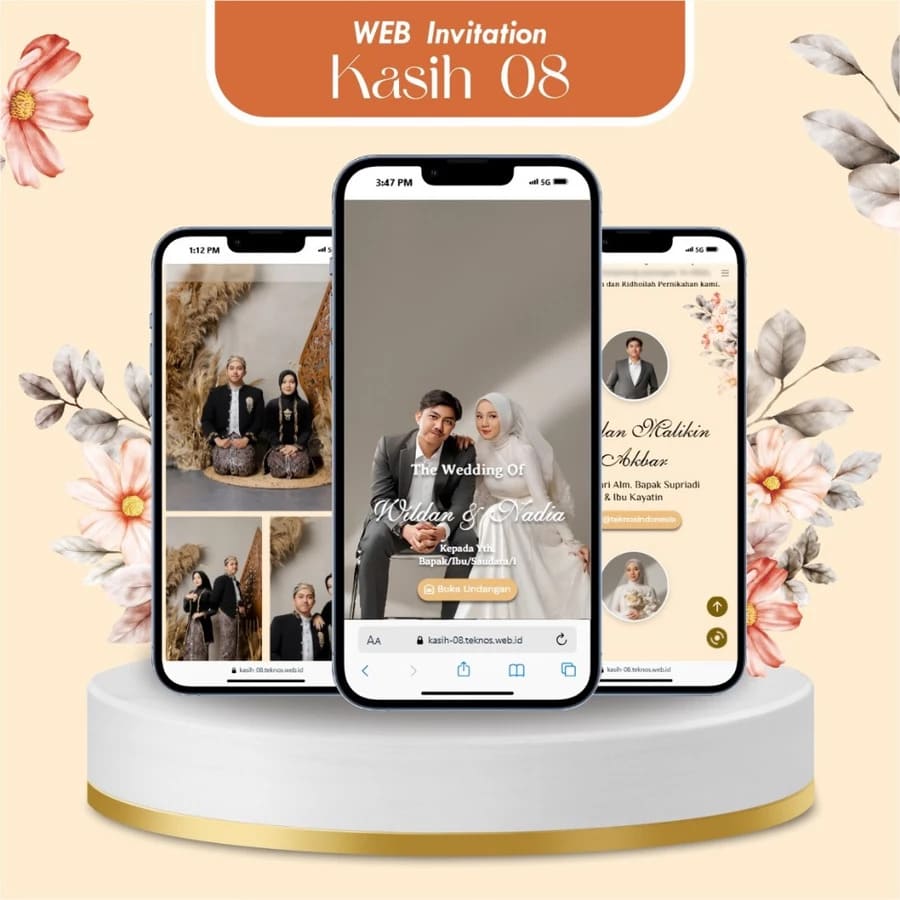 WEB Invitation
Kasih 08
1:12 PM
kasih-08.teknos.web.id
3:47 PM
5G
The Wedding Of
Wildan & Nadia
Kepada Yth.
Bapak/Ibu/Saudara/i
Buka Undangan
AA
kasih-08.teknos.web.id
5G
dan Ridhoilah Pernikahan kami.
lan Malikin
Akbar
ari Alm. Bapak Supriadi
& Ibu Kayatin
@teknosindonesia
kasih-08.teknos.web.id